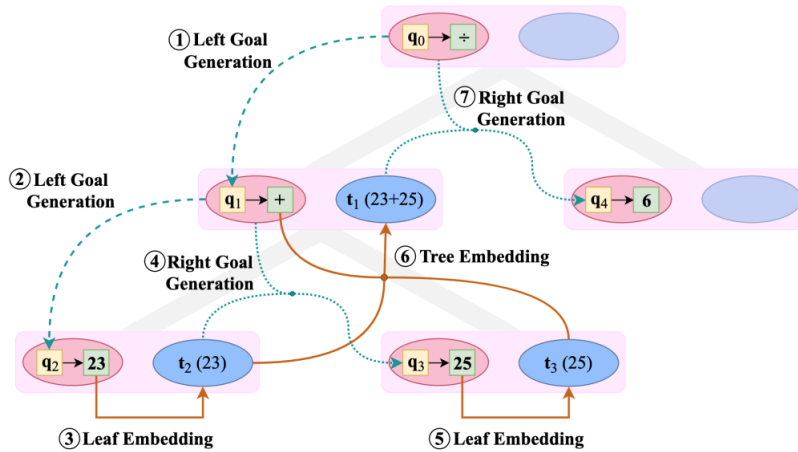 ① Left Goal
Generation
q₀ → ÷
⑦ Right Goal
Generation
② Left Goal
Generation
q₁ → +
t₁ (23+25)
q₄ → 6
④ Right Goal
Generation
⑥ Tree Embedding
q₂ → 23
t₂ (23)
q₃ → 25
t₃ (25)
③ Leaf Embedding
⑤ Leaf Embedding